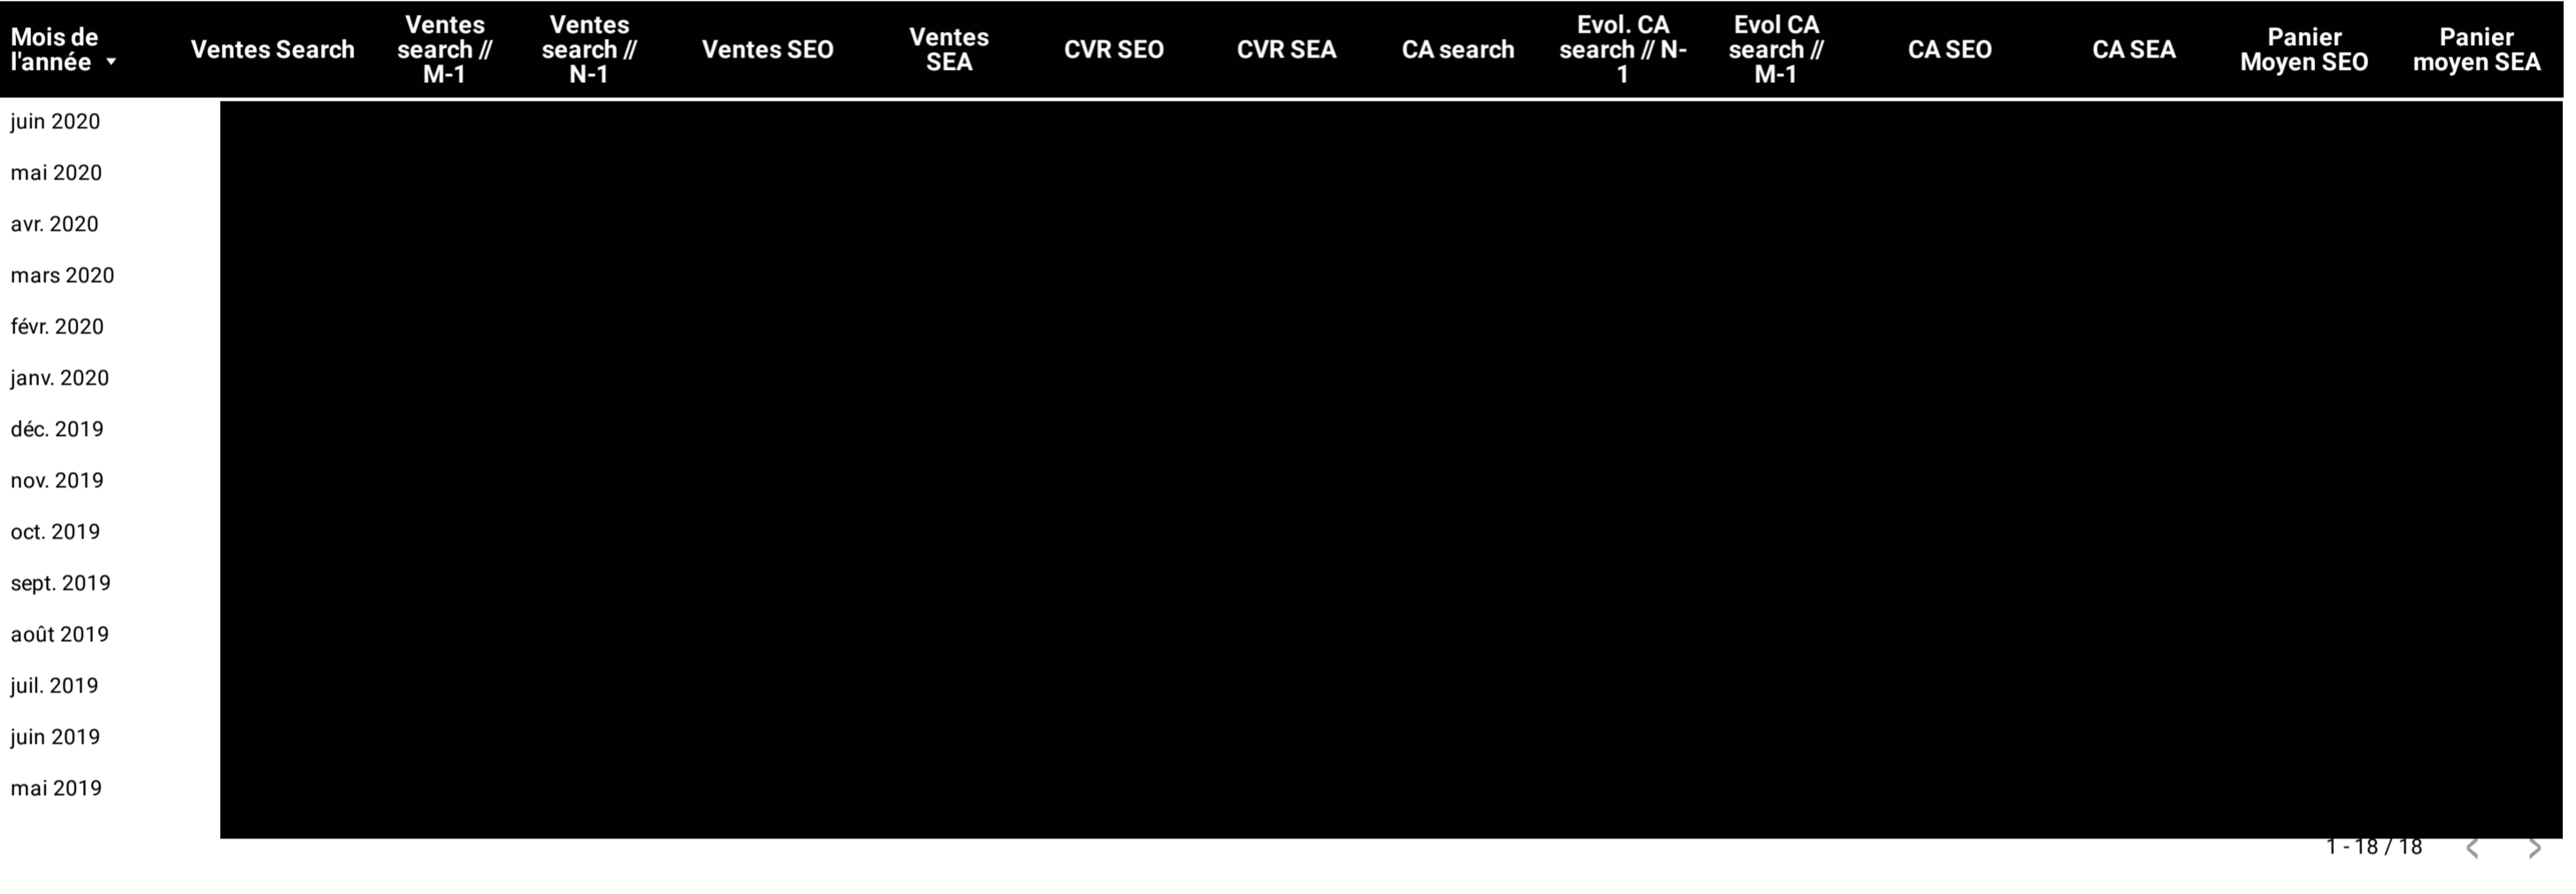 Mois de
l'année
Ventes Search
Ventes
search //
M-1
Ventes
search //
N-1
Ventes SEO
Ventes
SEA
CVR SEO
CVR SEA
CA search
Evol. CA
search // N-
1
Evol CA
search //
M-1
CA SEO
CA SEA
Panier
Moyen SEO
Panier
moyen SEA
juin 2020
mai 2020
avr. 2020
mars 2020
févr. 2020
janv. 2020
déc. 2019
nov. 2019
oct. 2019
sept. 2019
août 2019
juil. 2019
juin 2019
mai 2019
1 - 18 / 18